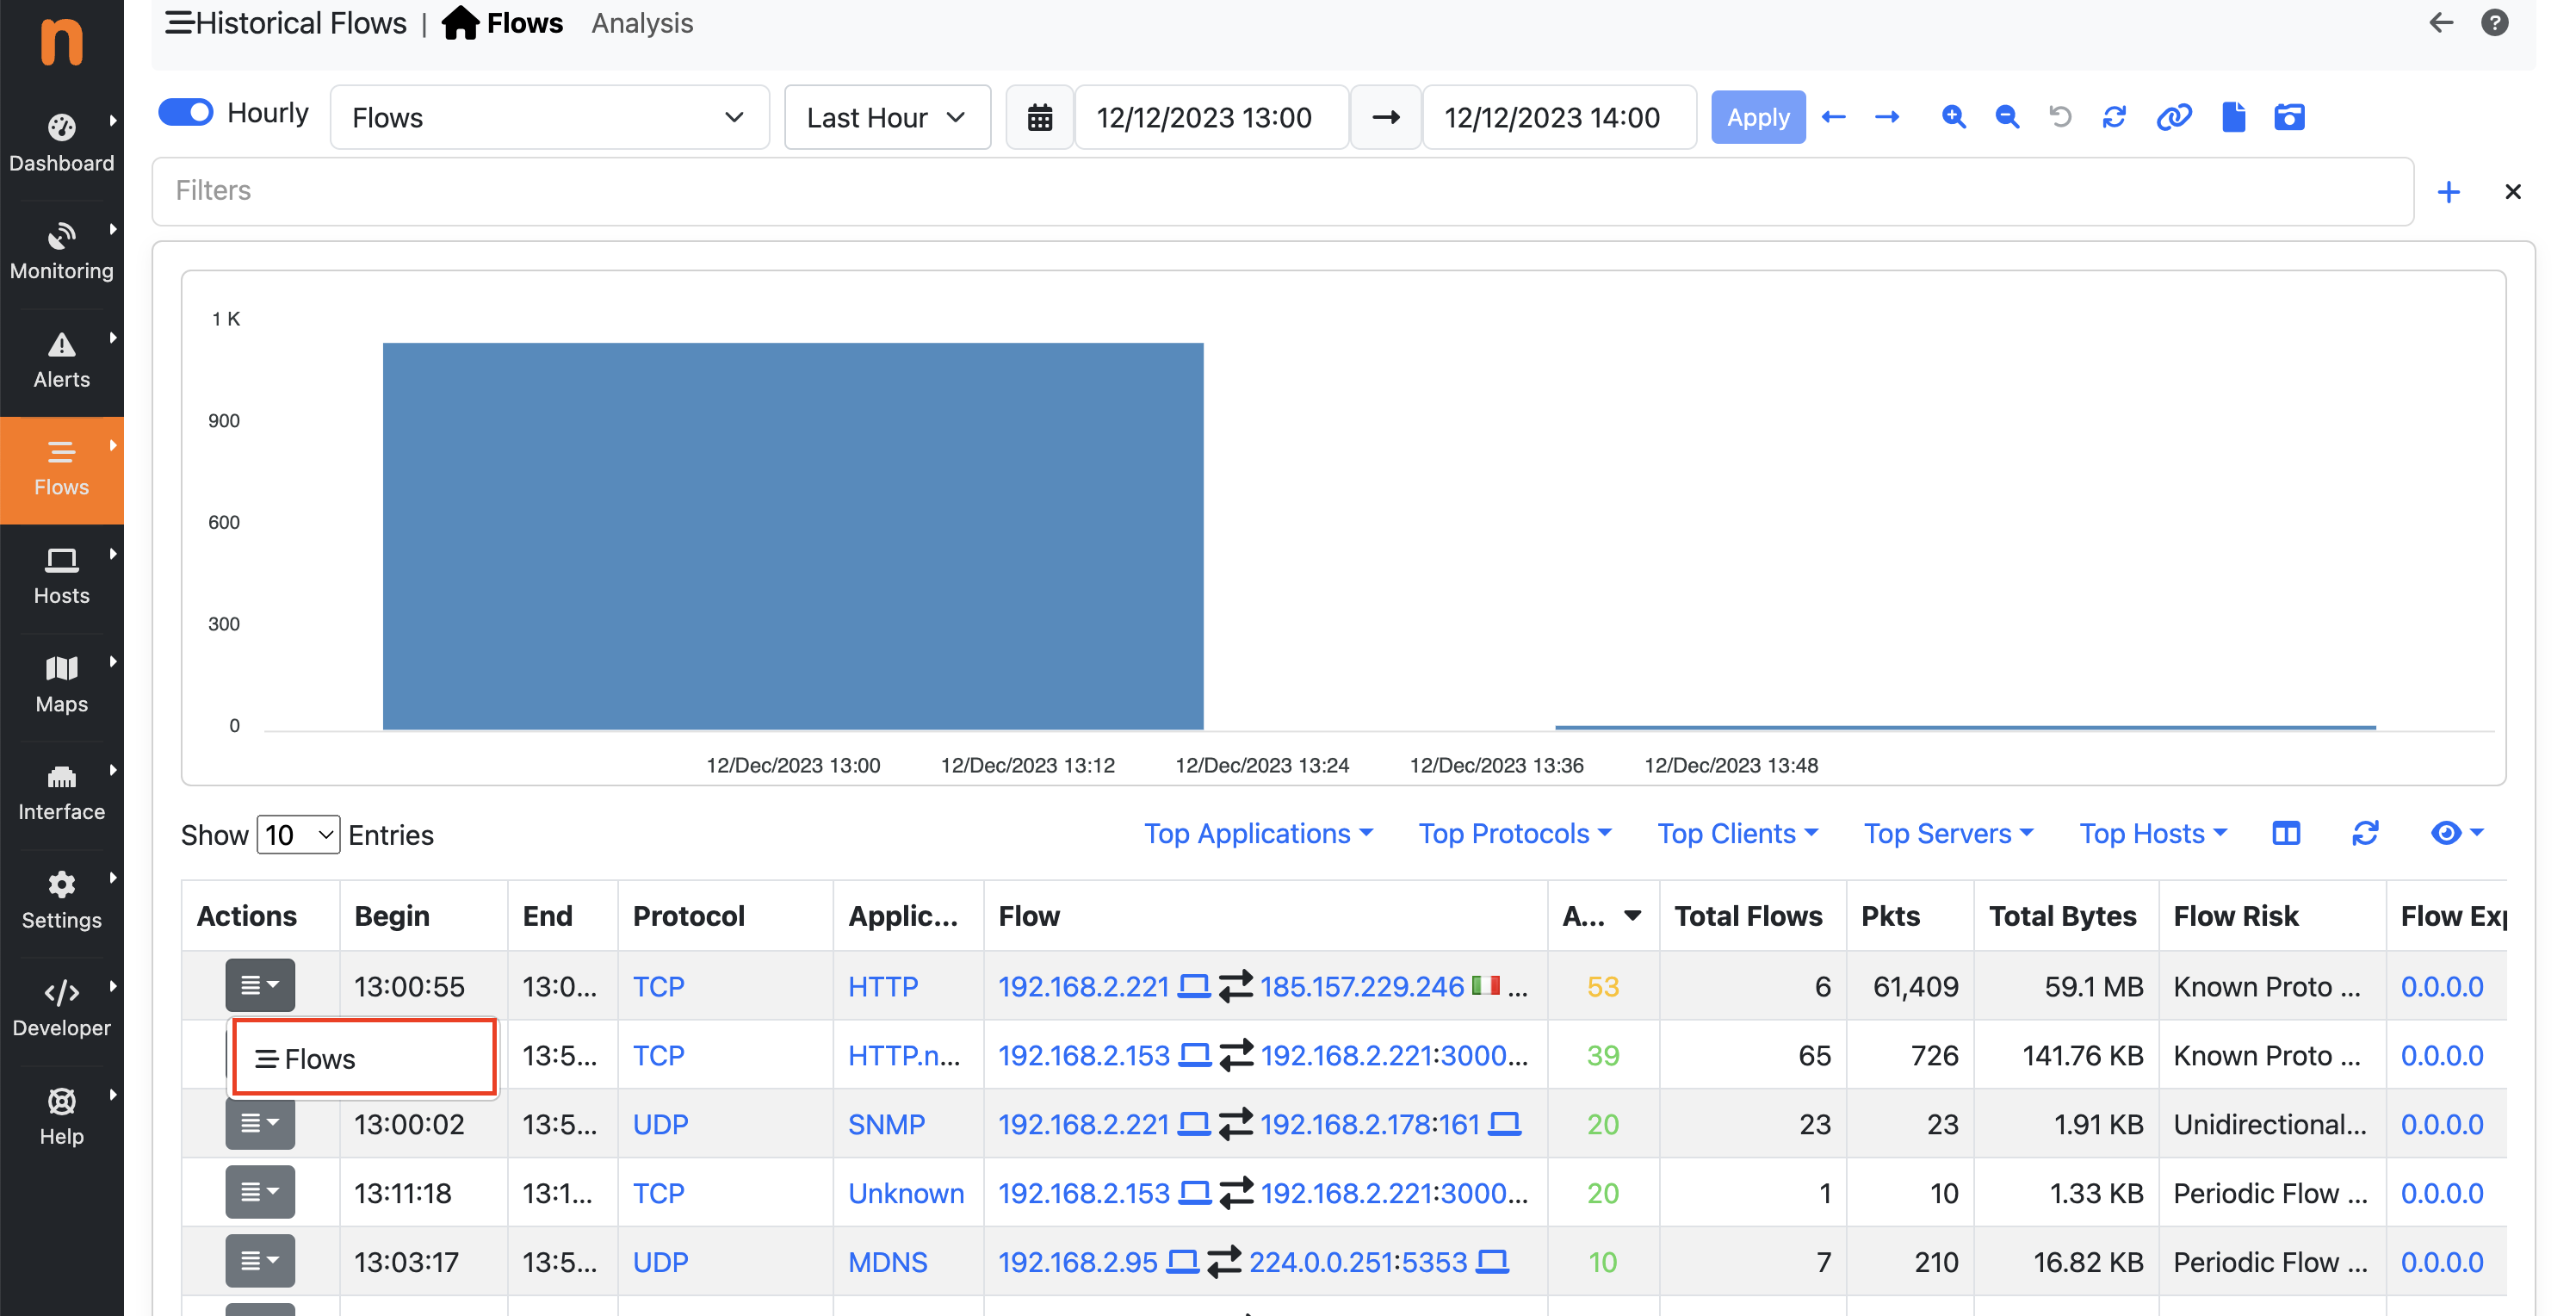 n
Historical Flows | Flows Analysis
Hourly Flows Last Hour 12/12/2023 13:00 12/12/2023 14:00 Apply
Filters
Dashboard
Monitoring
Alerts
Flows
Hosts
Maps
Interface
Settings
Developer
Help
1 K
900
600
300
0
12/Dec/2023 13:00 12/Dec/2023 13:12 12/Dec/2023 13:24 12/Dec/2023 13:36 12/Dec/2023 13:48
Show 10 Entries Top Applications Top Protocols Top Clients Top Servers Top Hosts
Actions Begin End Protocol Applic... Flow A... Total Flows Pkts Total Bytes Flow Risk Flow Exp
13:00:55 13:0... TCP HTTP 192.168.2.221 185.157.229.246 ... 53 6 61,409 59.1 MB Known Proto ... 0.0.0.0
Flows 13:5... TCP HTTP.n... 192.168.2.153 192.168.2.221:3000... 39 65 726 141.76 KB Known Proto ... 0.0.0.0
13:00:02 13:5... UDP SNMP 192.168.2.221 192.168.2.178:161 20 23 23 1.91 KB Unidirectional... 0.0.0.0
13:11:18 13:1... TCP Unknown 192.168.2.153 192.168.2.221:3000... 20 1 10 1.33 KB Periodic Flow ... 0.0.0.0
13:03:17 13:5... UDP MDNS 192.168.2.95 224.0.0.251:5353 10 7 210 16.82 KB Periodic Flow ... 0.0.0.0